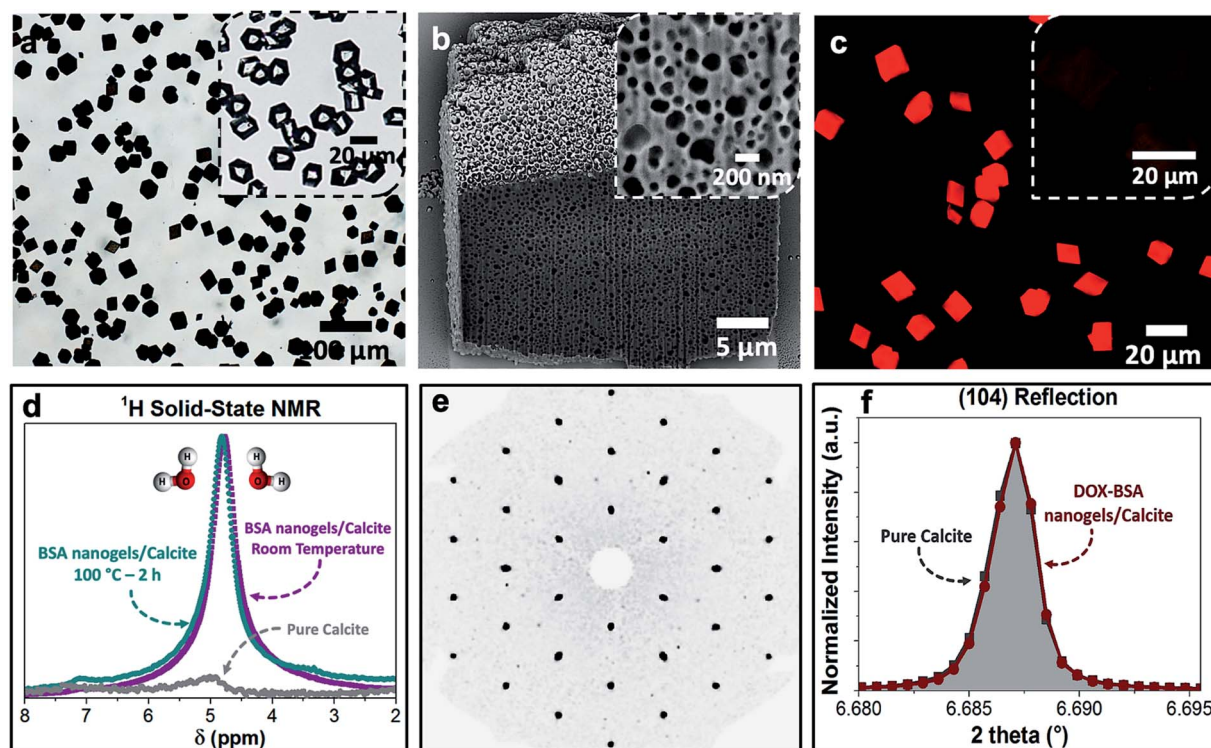 a
20 µm
100 µm
b
200 nm
5 µm
c
20 µm
20 µm
d
¹H Solid-State NMR
H
H
O
H
O
H
BSA nanogels/Calcite
100 °C – 2 h
BSA nanogels/Calcite
Room Temperature
Pure Calcite
8
7
6
5
4
3
2
δ (ppm)
e
f
(104) Reflection
Normalized Intensity (a.u.)
Pure Calcite
DOX-BSA
nanogels/Calcite
6.680
6.685
6.690
6.695
2 theta (°)